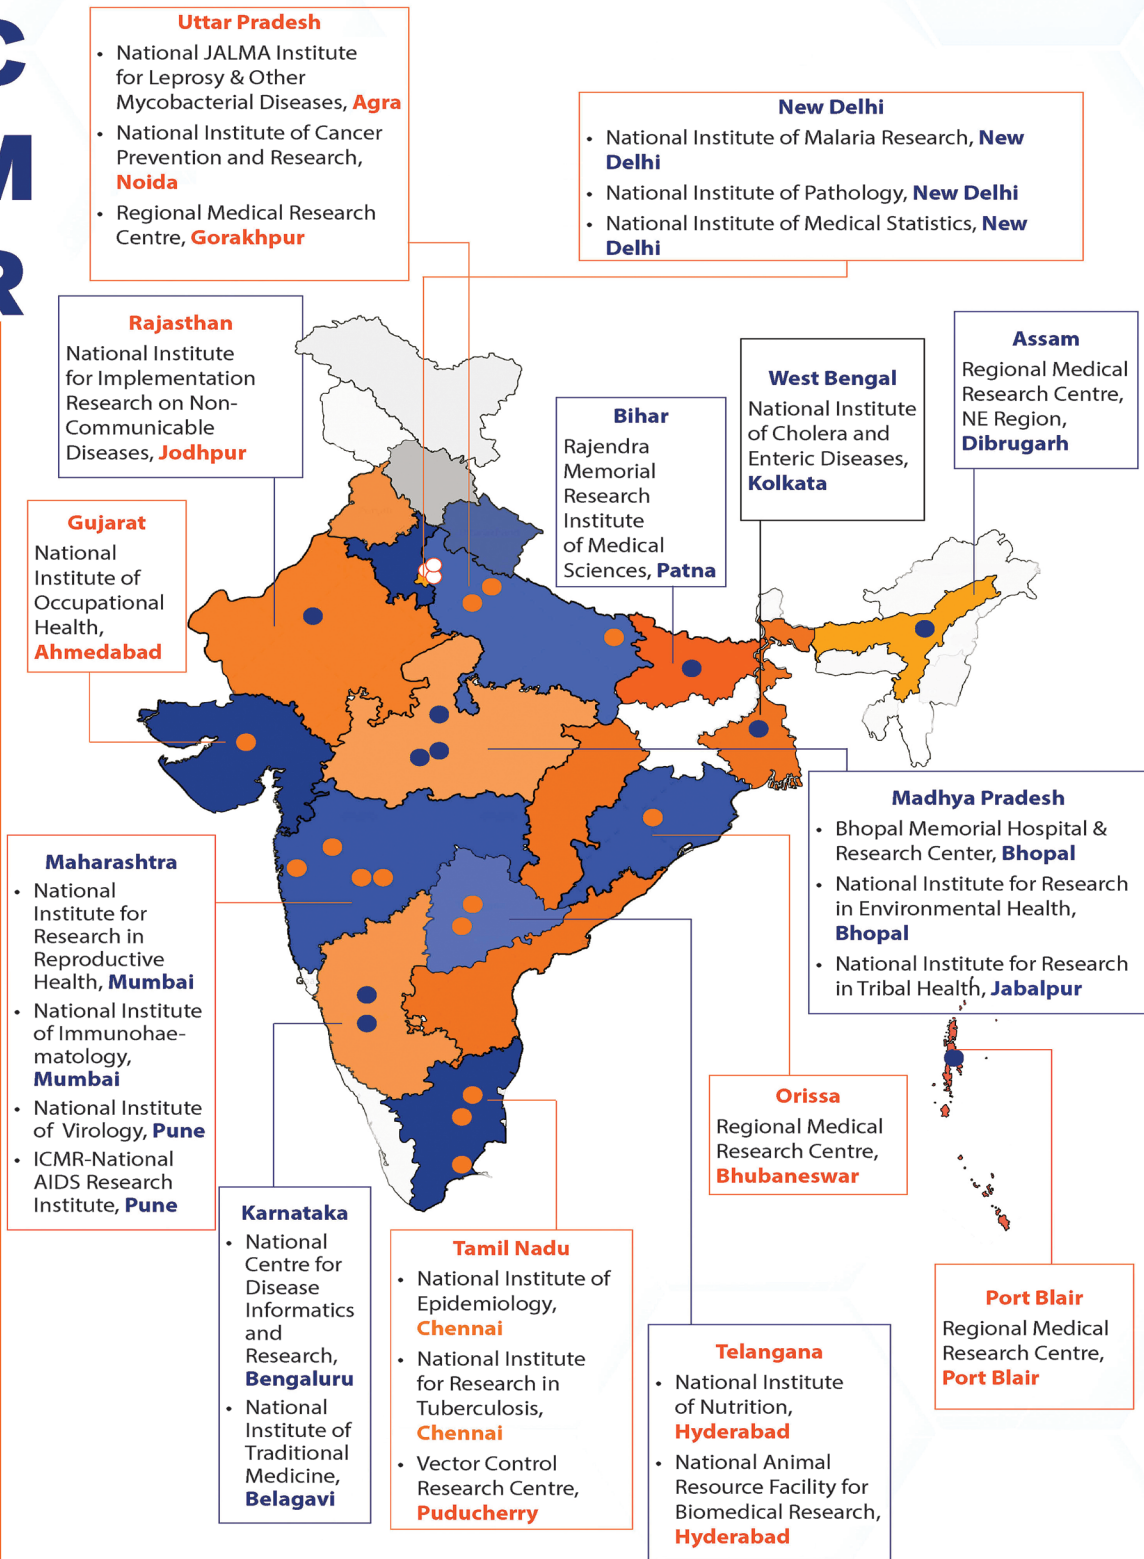 C
M
R
Uttar Pradesh
• National JALMA Institute
for Leprosy & Other
Mycobacterial Diseases, Agra
• National Institute of Cancer
Prevention and Research,
Noida
• Regional Medical Research
Centre, Gorakhpur
New Delhi
• National Institute of Malaria Research, New
Delhi
• National Institute of Pathology, New Delhi
• National Institute of Medical Statistics, New
Delhi
Rajasthan
National Institute
for Implementation
Research on Non-
Communicable
Diseases, Jodhpur
Assam
Regional Medical
Research Centre,
NE Region,
Dibrugarh
West Bengal
National Institute
of Cholera and
Enteric Diseases,
Kolkata
Bihar
Rajendra
Memorial
Research
Institute
of Medical
Sciences, Patna
Gujarat
National
Institute of
Occupational
Health,
Ahmedabad
Madhya Pradesh
• Bhopal Memorial Hospital &
Research Center, Bhopal
• National Institute for Research
in Environmental Health,
Bhopal
• National Institute for Research
in Tribal Health, Jabalpur
Maharashtra
• National
Institute for
Research in
Reproductive
Health, Mumbai
• National Institute
of Immunohae-
matology,
Mumbai
• National Institute
of Virology, Pune
• ICMR-National
AIDS Research
Institute, Pune
Orissa
Regional Medical
Research Centre,
Bhubaneswar
Karnataka
• National
Centre for
Disease
Informatics
and
Research,
Bengaluru
• National
Institute of
Traditional
Medicine,
Belagavi
Tamil Nadu
• National Institute of
Epidemiology,
Chennai
• National Institute
for Research in
Tuberculosis,
Chennai
• Vector Control
Research Centre,
Puducherry
Telangana
• National Institute
of Nutrition,
Hyderabad
• National Animal
Resource Facility for
Biomedical Research,
Hyderabad
Port Blair
Regional Medical
Research Centre,
Port Blair